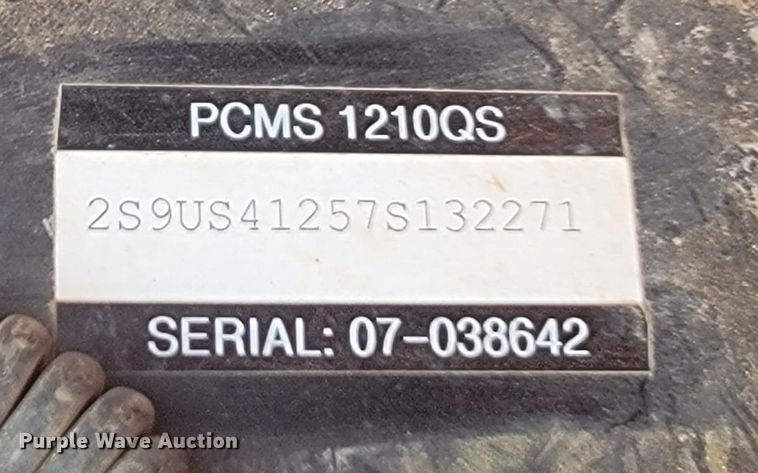 PCMS 1210QS
2S9US41257S132271
SERIAL: 07-038642
Purple Wave Auction